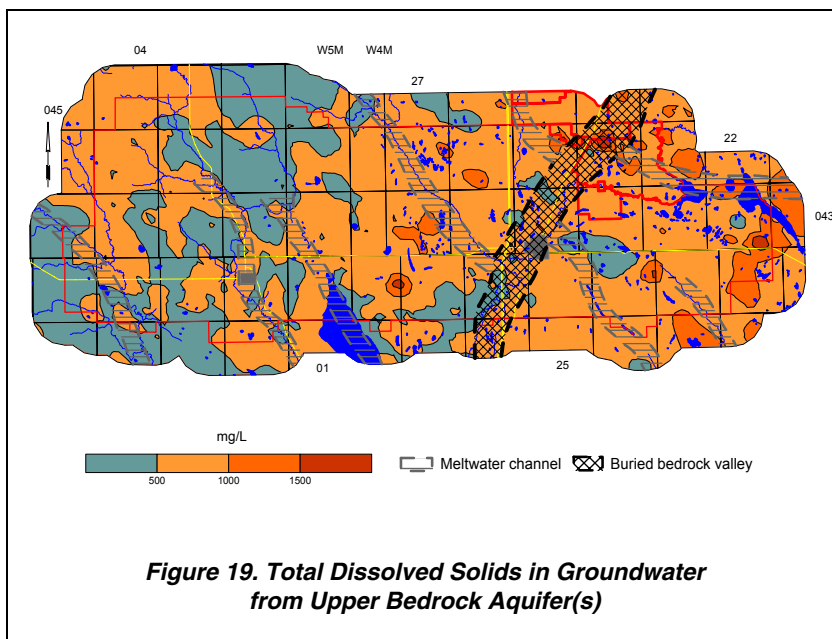 04
W5M W4M
27
045
22
043
01
25
mg/L
500 1000 1500
Meltwater channel
Buried bedrock valley
Figure 19. Total Dissolved Solids in Groundwater
from Upper Bedrock Aquifer(s)